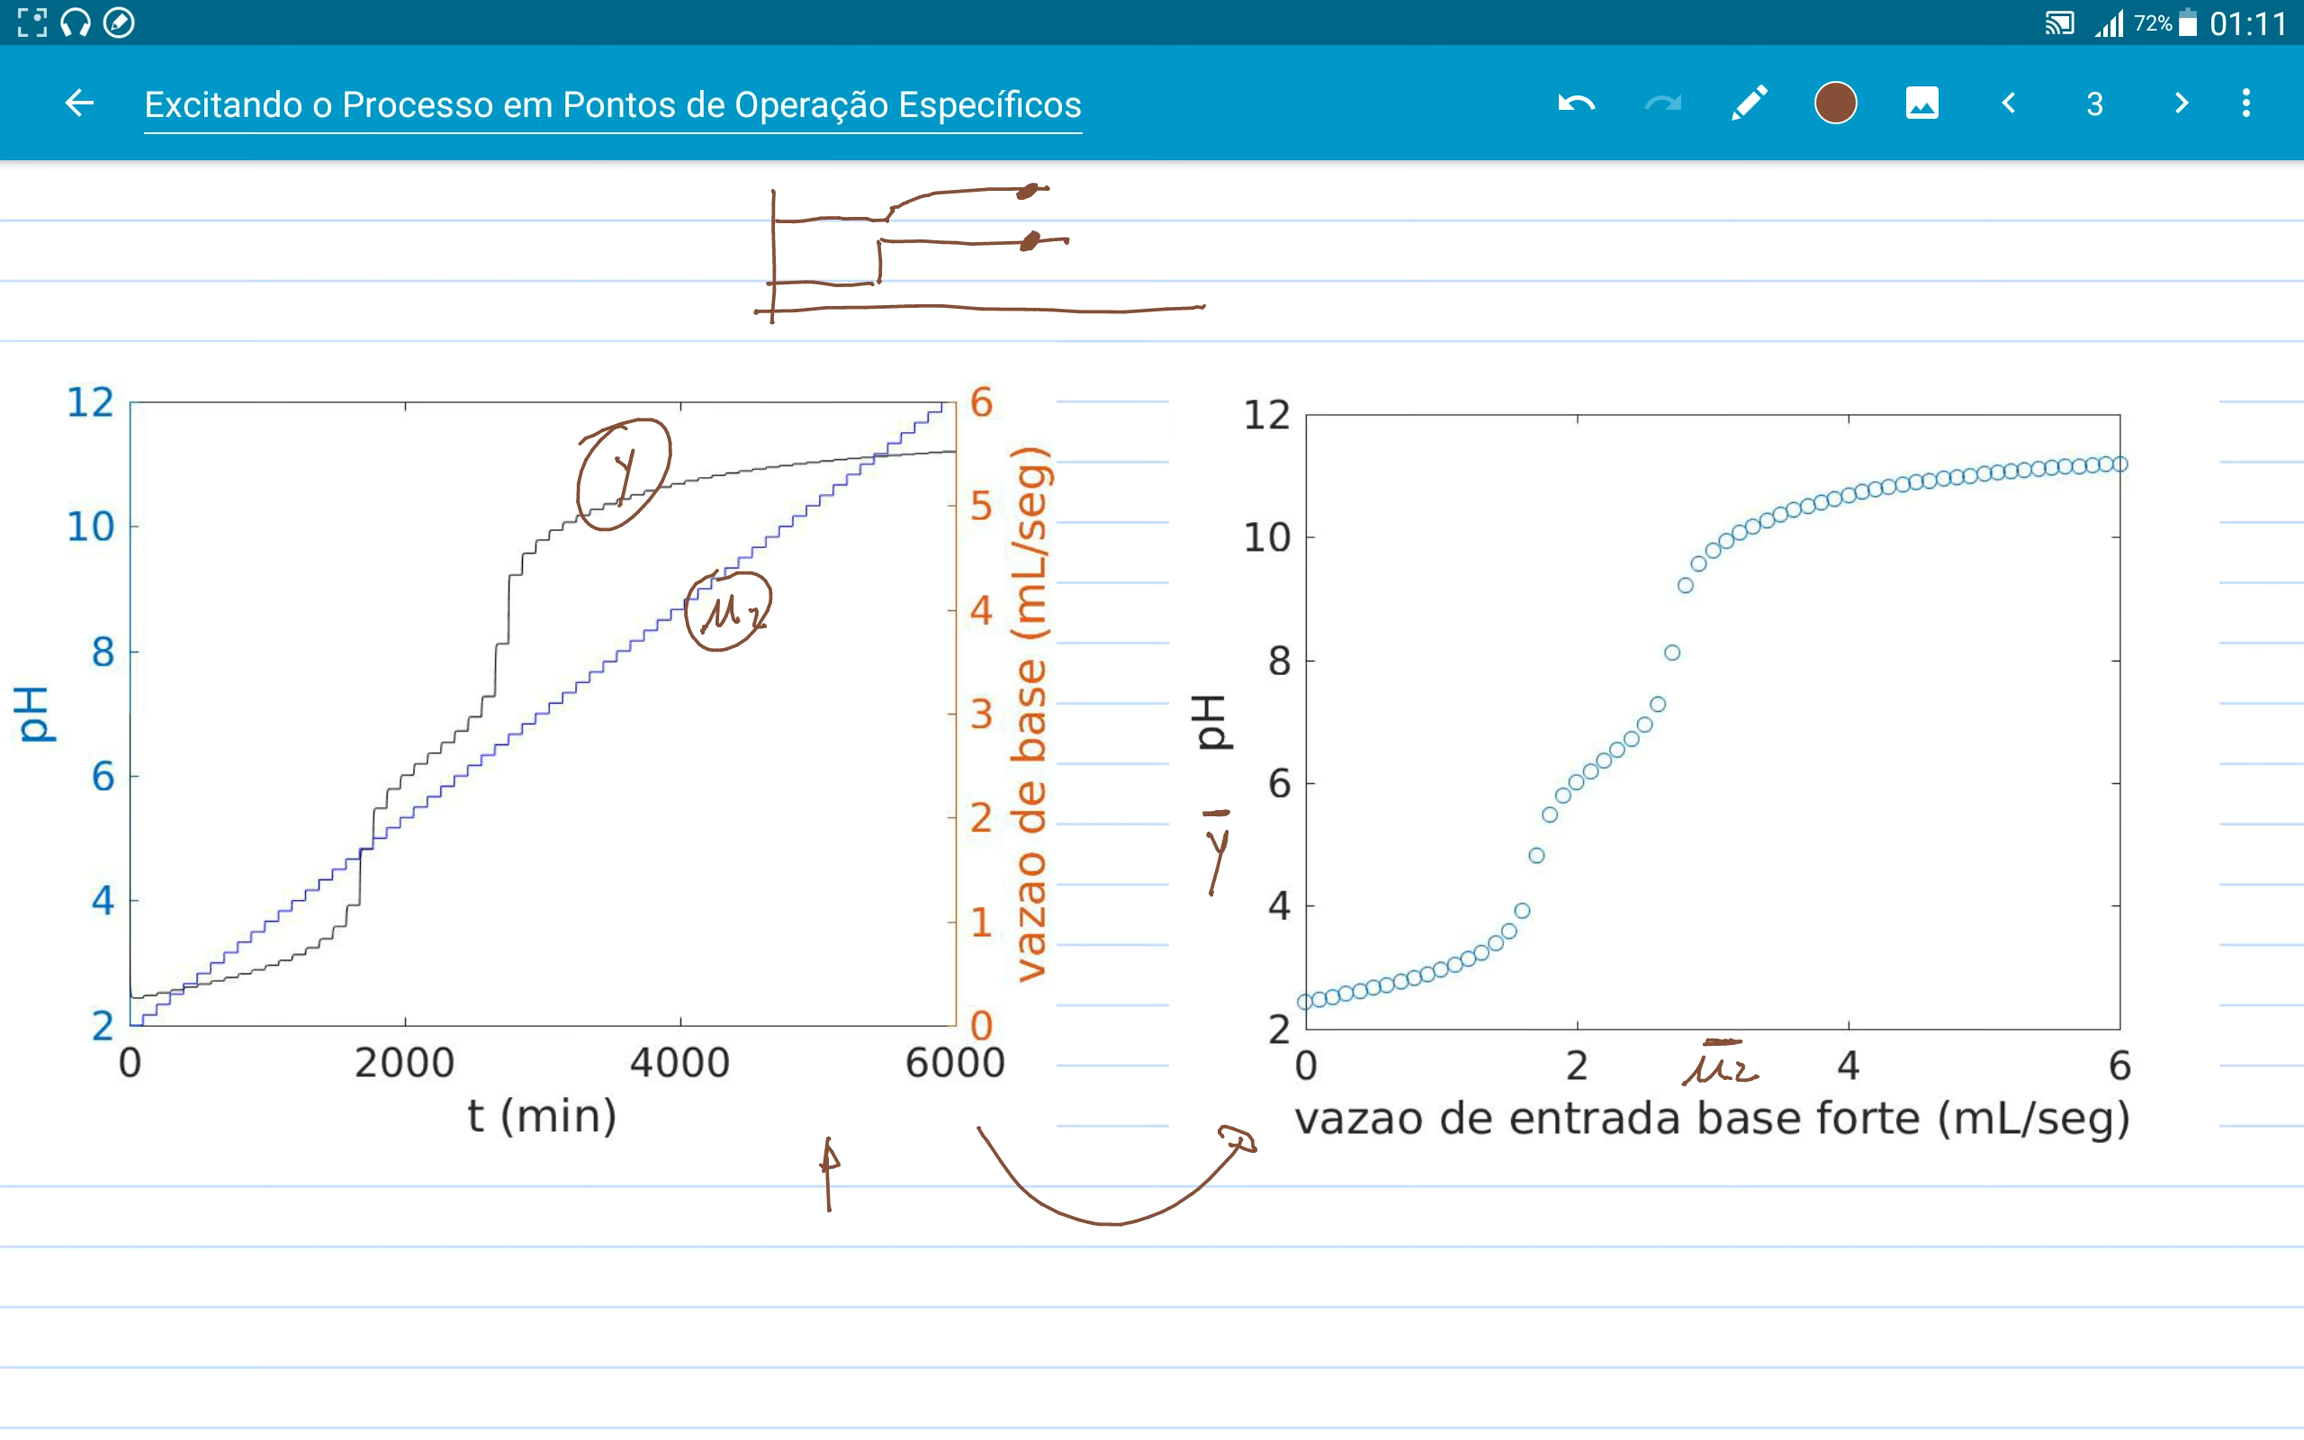 72% 01:11
Excitando o Processo em Pontos de Operação Específicos
3
12
10
8
6
4
2
pH
0 2000 4000 6000
t (min)
6
5
4
3
2
1
0
vazao de base (mL/seg)
y
u2
12
10
8
6
4
2
pH
y
0 2 4 6
u2
vazao de entrada base forte (mL/seg)